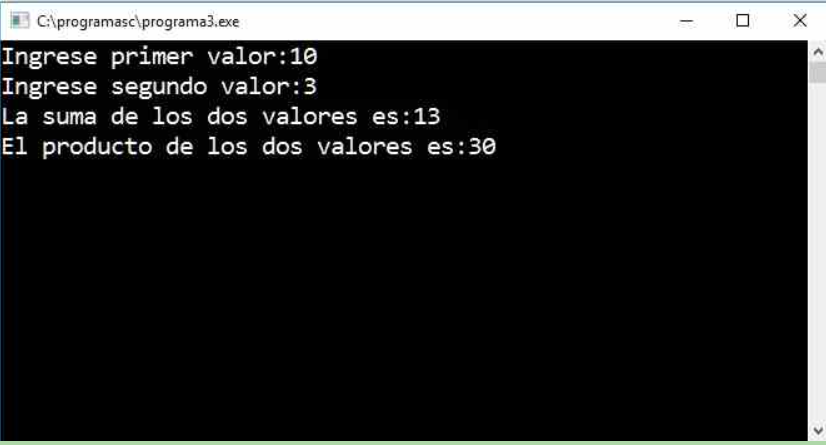 C:\programasc\programa3.exe
Ingrese primer valor:10
Ingrese segundo valor:3
La suma de los dos valores es:13
El producto de los dos valores es:30